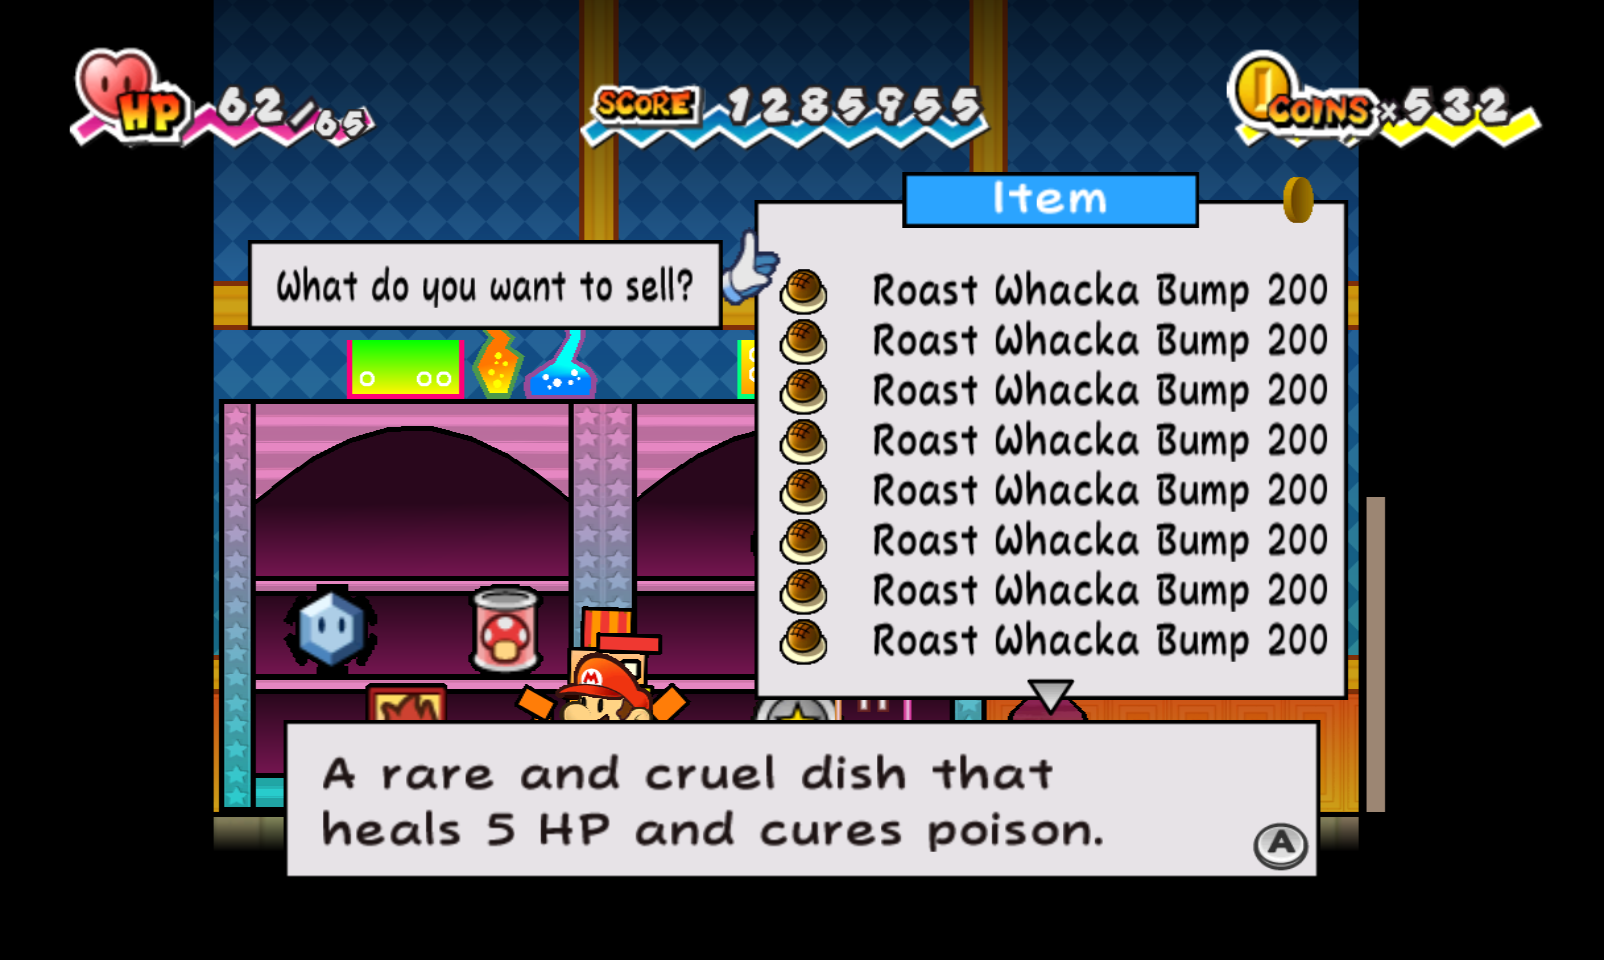 HP 62/65
SCORE 1285955
COINS ×532
Item
What do you want to sell?
Roast Whacka Bump 200
Roast Whacka Bump 200
Roast Whacka Bump 200
Roast Whacka Bump 200
Roast Whacka Bump 200
Roast Whacka Bump 200
Roast Whacka Bump 200
Roast Whacka Bump 200
M
A rare and cruel dish that
heals 5 HP and cures poison.
A